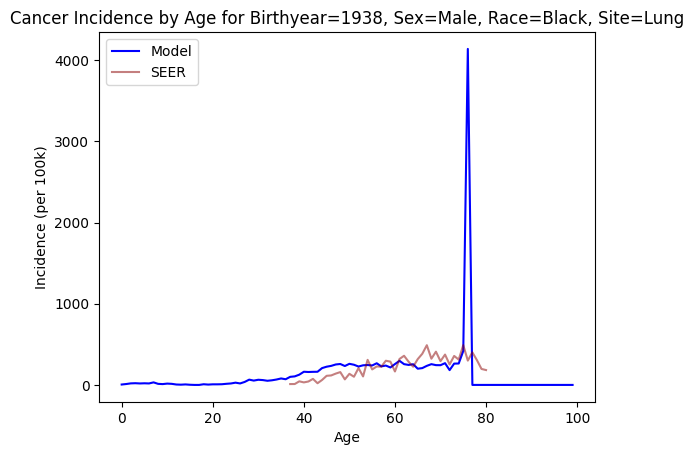 Cancer Incidence by Age for Birthyear=1938, Sex=Male, Race=Black, Site=Lung
Model
SEER
4000
3000
2000
1000
0
Incidence (per 100k)
0 20 40 60 80 100
Age